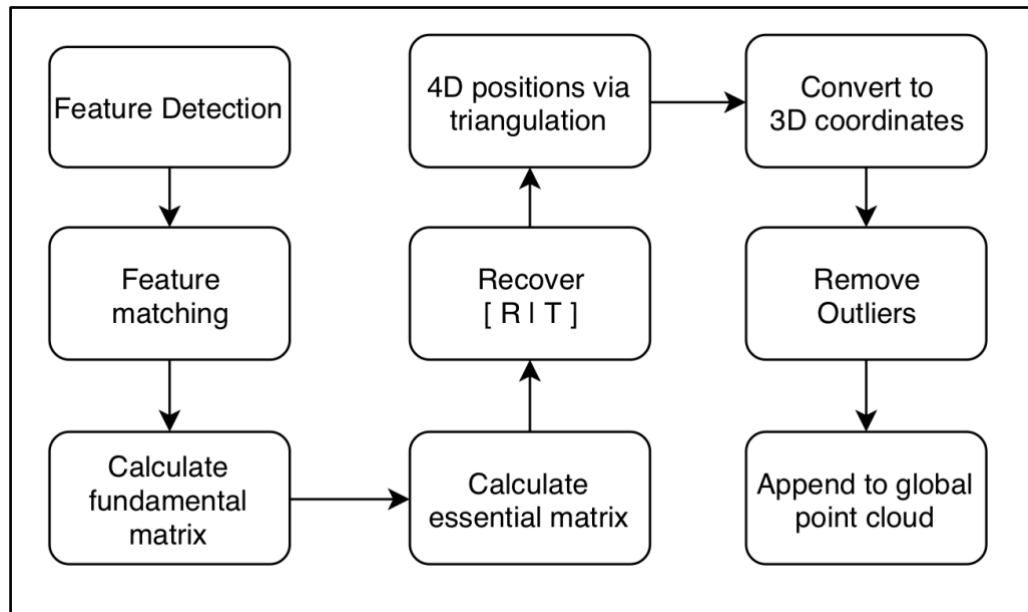 Feature Detection
Feature
matching
Calculate
fundamental
matrix
Calculate
essential matrix
Recover
[ R | T ]
4D positions via
triangulation
Convert to
3D coordinates
Remove
Outliers
Append to global
point cloud